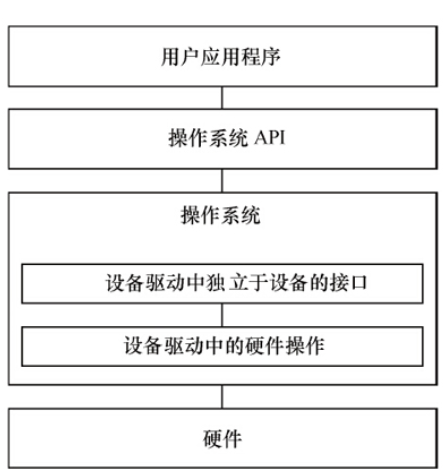 用户应用程序
操作系统 API
操作系统
设备驱动中独立于设备的接口
设备驱动中的硬件操作
硬件